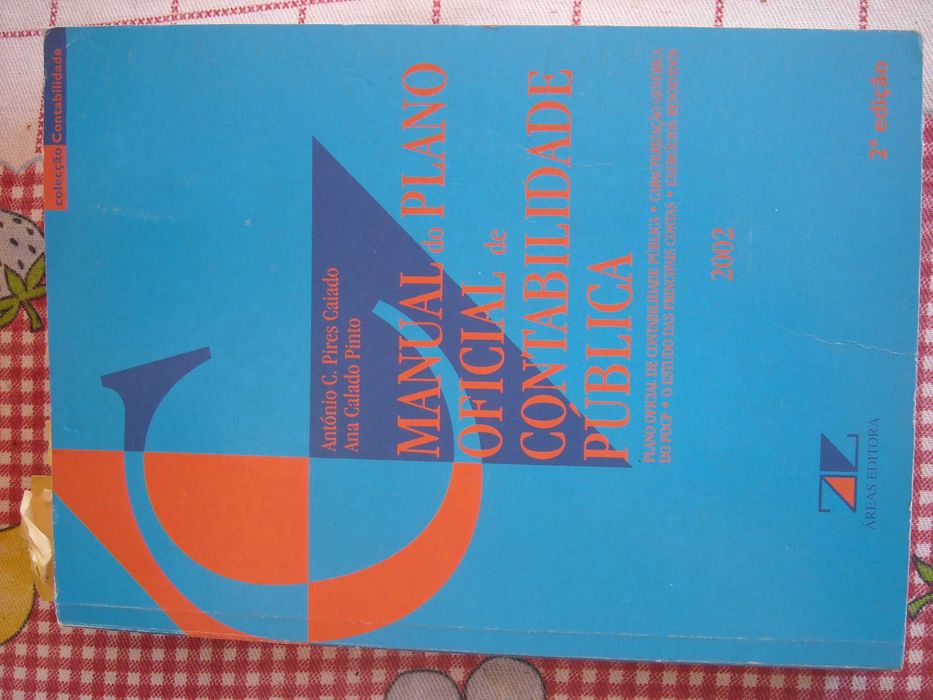 colecção Contabilidade
António C. Pires Caiado
Ana Calado Pinto
MANUAL do PLANO
OFICIAL de
CONTABILIDADE
PÚBLICA
PLANO OFICIAL DE CONTABILIDADE PÚBLICA • CARACTERIZAÇÃO GENÉRICA
DO POCP • O ESTUDO DAS PRINCIPAIS CONTAS • EXERCÍCIOS RESOLVIDOS
2002
ÁREAS EDITORA
2ª edição